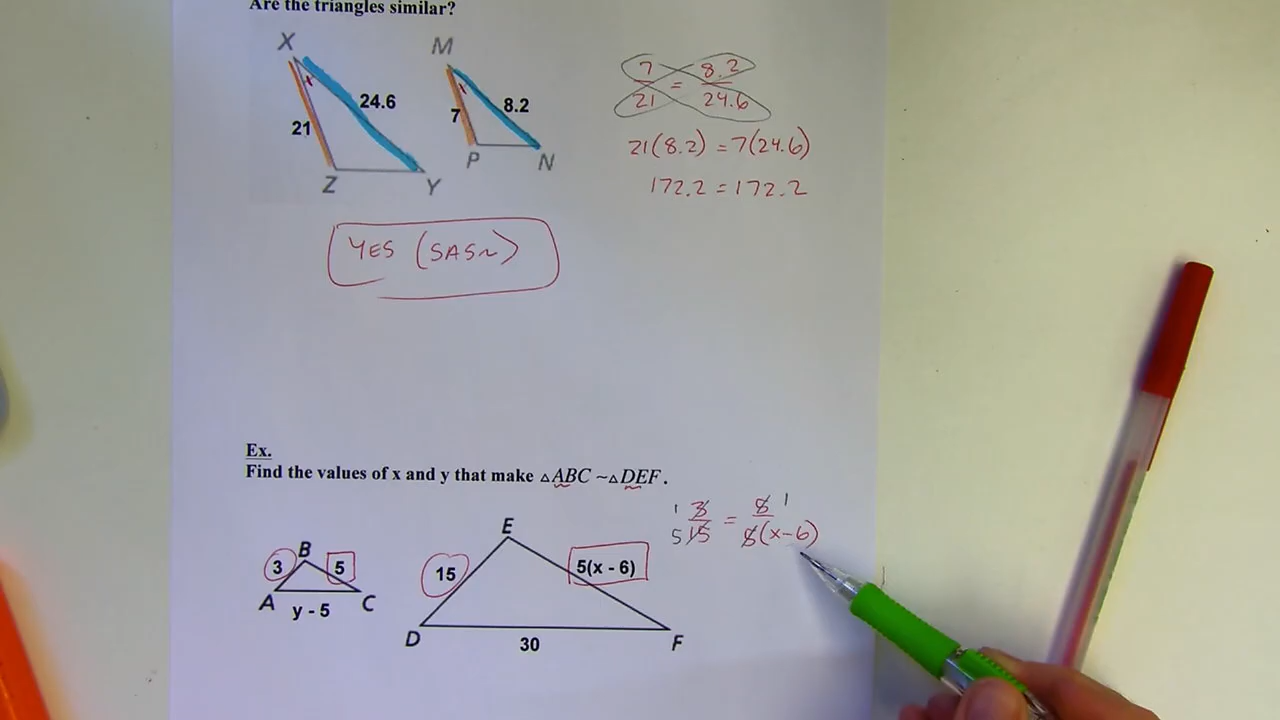 Are the triangles similar?
X
M
24.6
8.2
21
7
P
N
Z
Y
7/21 = 8.2/24.6
21(8.2) = 7(24.6)
172.2 = 172.2
YES (SAS~)
Ex.
Find the values of x and y that make △ABC ~ △DEF.
1 3/15 5 = 5/5(x-6) 1
E
B
3
5
15
5(x - 6)
A
C
y - 5
D
30
F